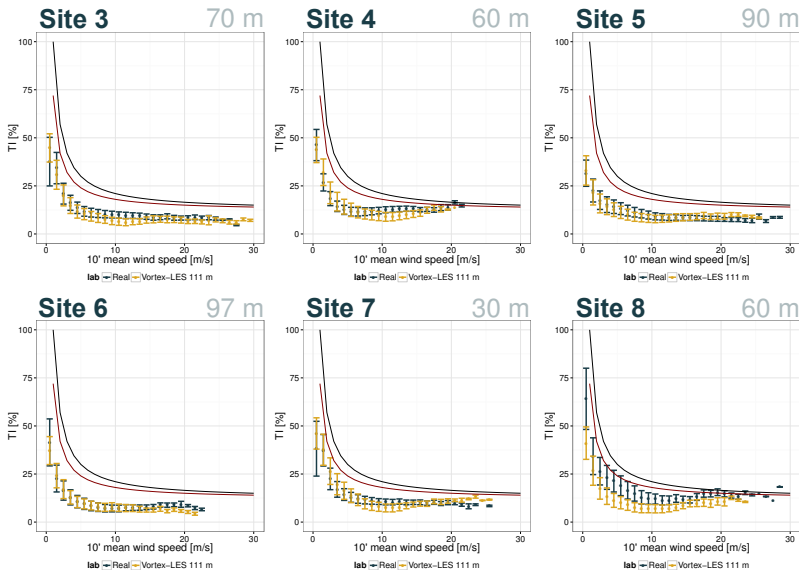 Site 3 70 m
Site 4 60 m
Site 5 90 m
TI [%]
100
75
50
25
0
0 10 20 30
10' mean wind speed [m/s]
lab Real Vortex−LES 111 m
TI [%]
100
75
50
25
0
0 10 20 30
10' mean wind speed [m/s]
lab Real Vortex−LES 111 m
TI [%]
100
75
50
25
0
0 10 20 30
10' mean wind speed [m/s]
lab Real Vortex−LES 111 m
Site 6 97 m
Site 7 30 m
Site 8 60 m
TI [%]
100
75
50
25
0
0 10 20 30
10' mean wind speed [m/s]
lab Real Vortex−LES 111 m
TI [%]
100
75
50
25
0
0 10 20 30
10' mean wind speed [m/s]
lab Real Vortex−LES 111 m
TI [%]
100
75
50
25
0
0 10 20 30
10' mean wind speed [m/s]
lab Real Vortex−LES 111 m